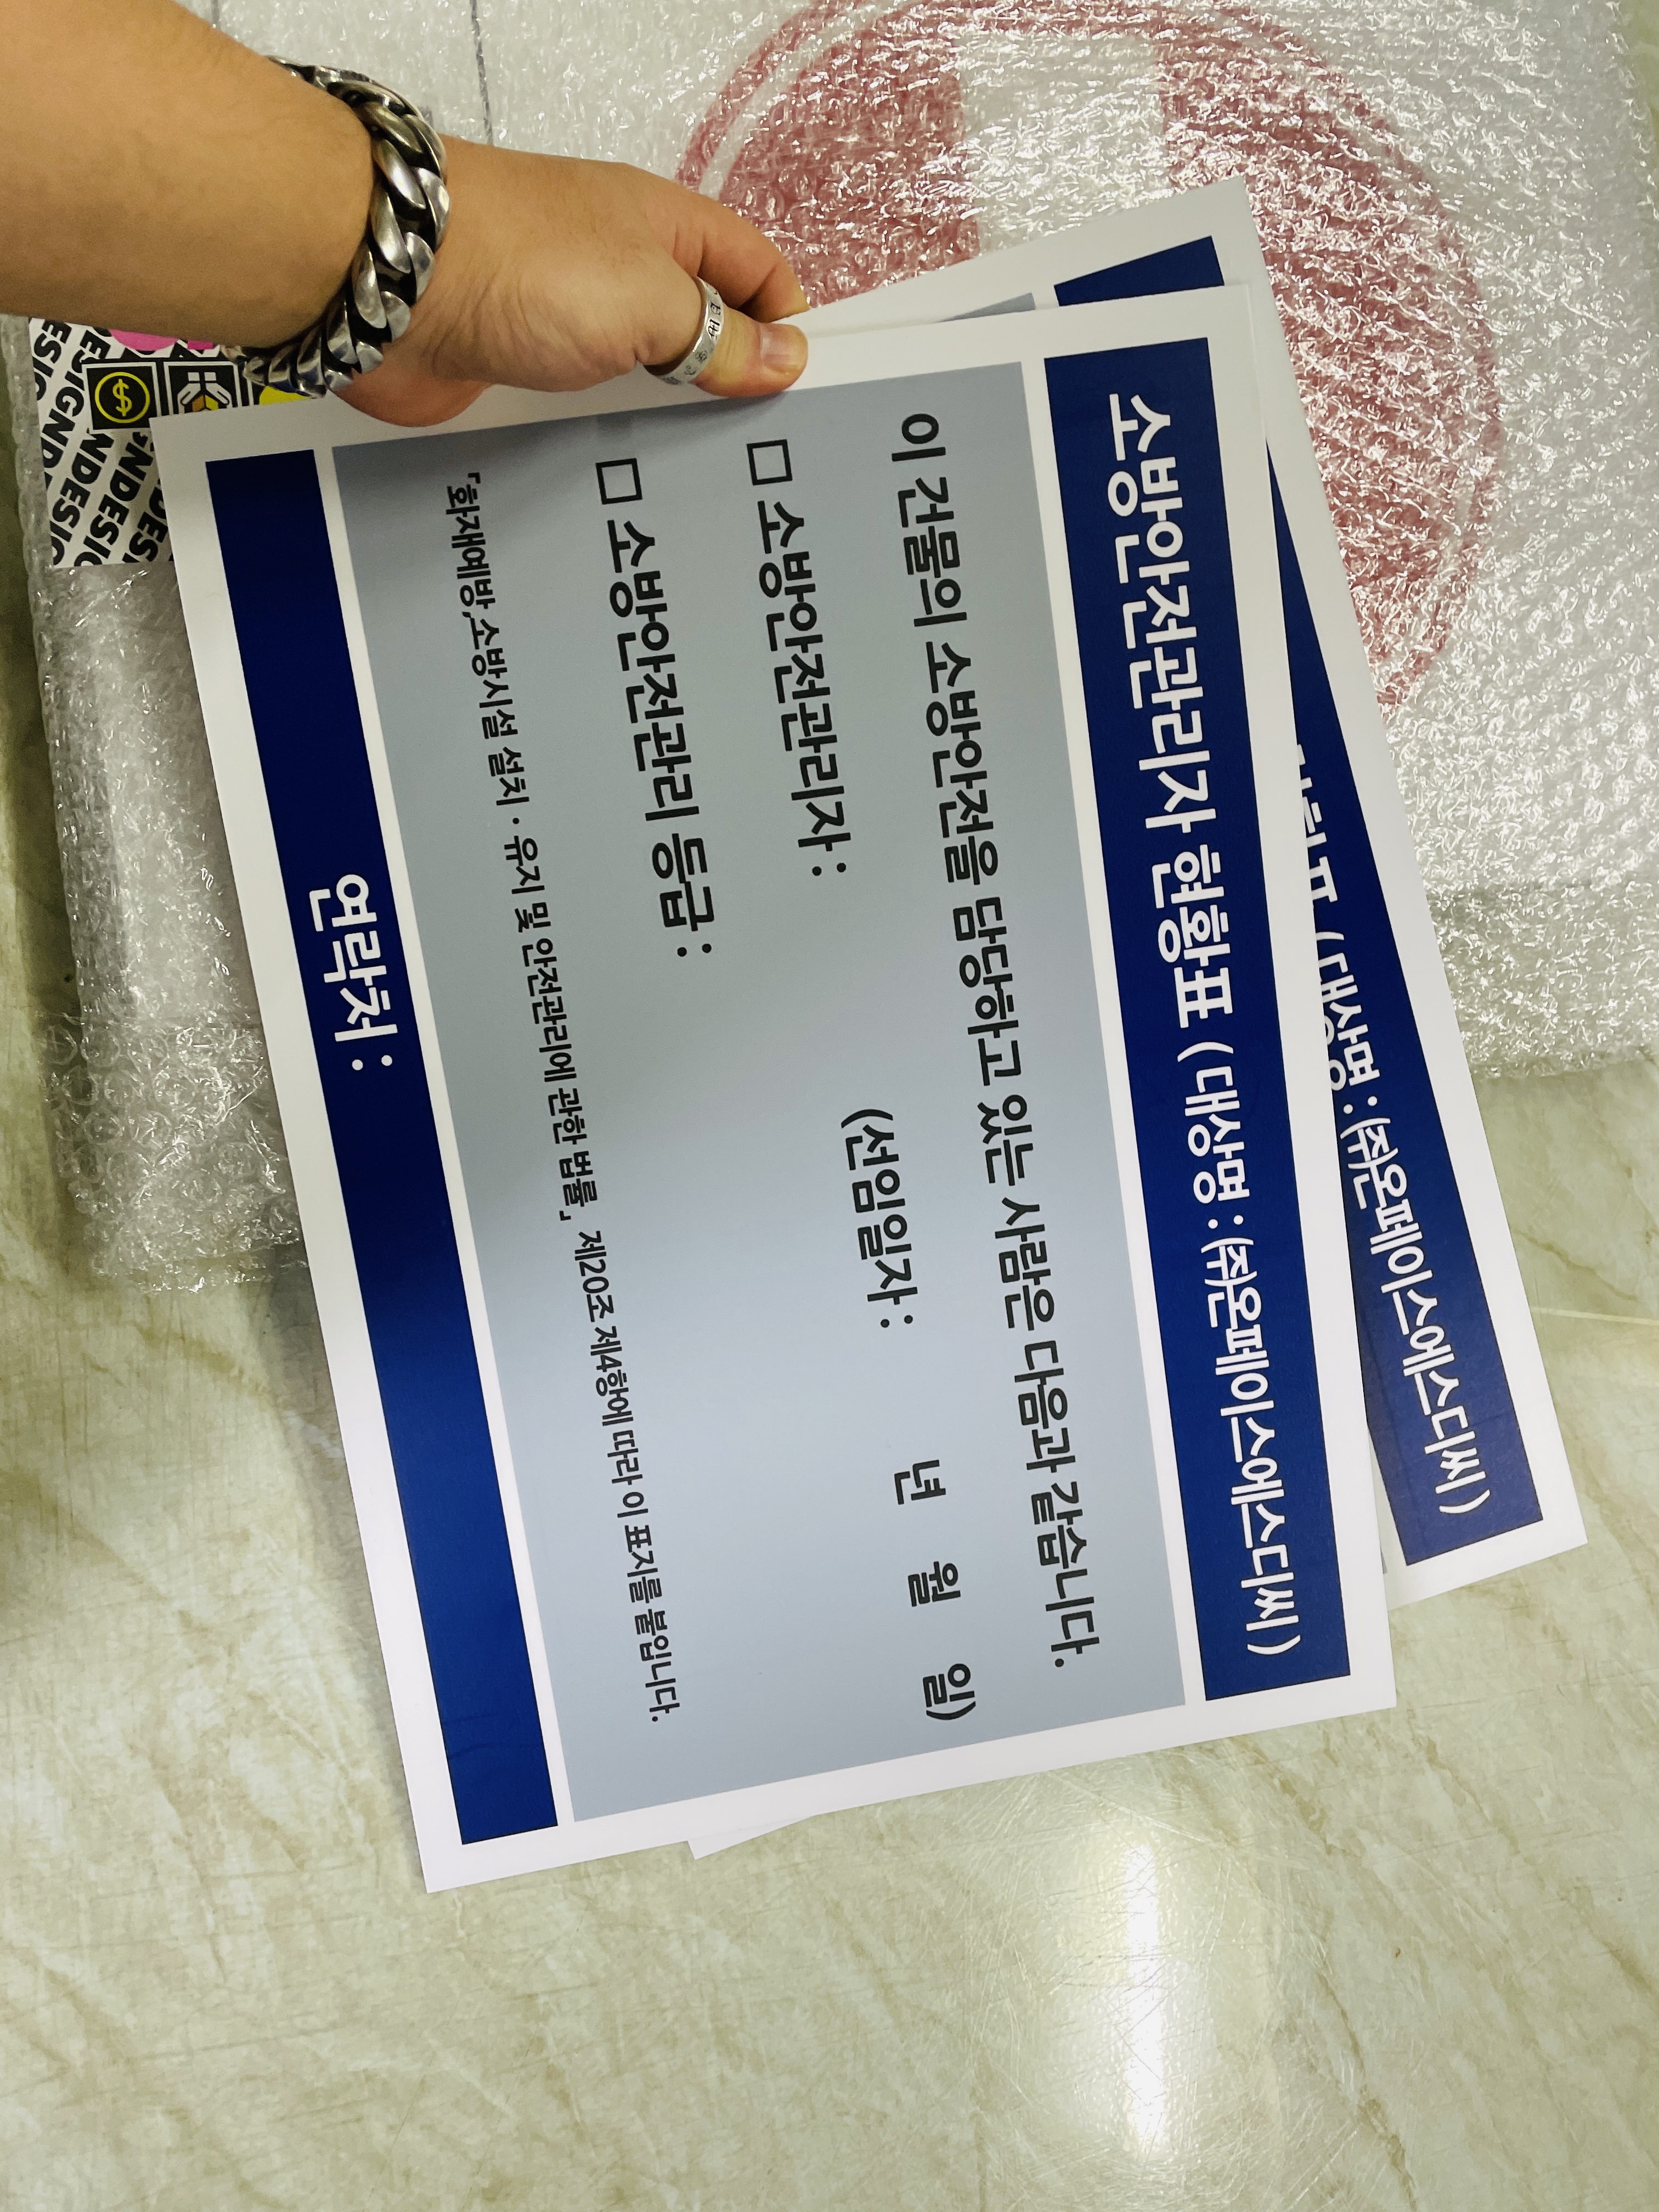 소방안전관리자 현황표 ( 대상명 : ㈜온페이스에스디씨 )
이 건물의 소방안전을 담당하고 있는 사람은 다음과 같습니다.
□ 소방안전관리자 : (선임일자 : 년 월 일)
□ 소방안전관리 등급 :
「화재예방,소방시설 설치 · 유지 및 안전관리에 관한 법률」 제20조 제4항에 따라 이 표지를 붙입니다.
연락처 :
( 대상명 : ㈜온페이스에스디씨 )